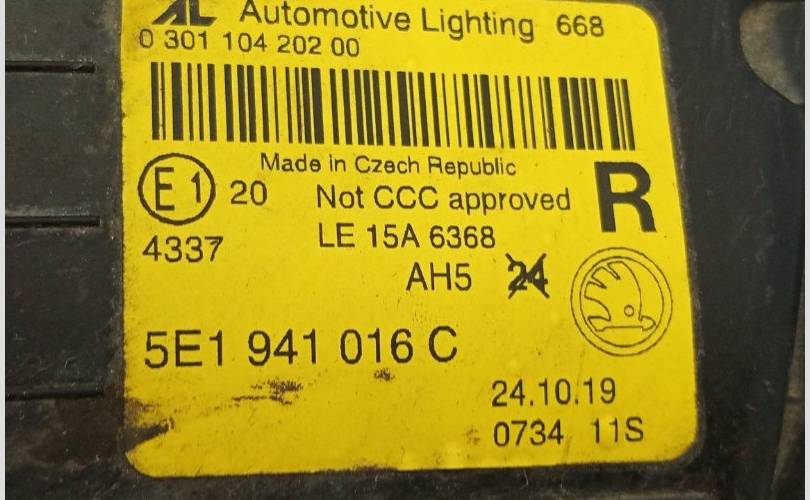 AL Automotive Lighting 668
0 301 104 202 00
Made in Czech Republic
E1 20 Not CCC approved R
4337 LE 15A 6368
AH5 24
5E1 941 016 C
24.10.19
0734 11S